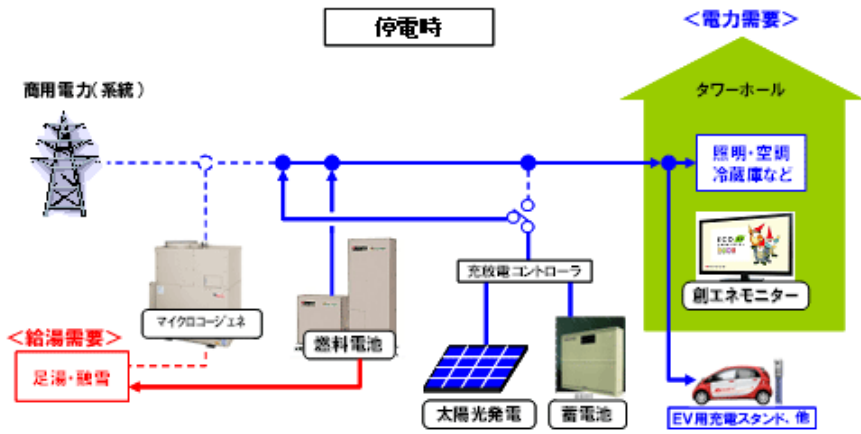 停電時
＜電力需要＞
商用電力（系統）
タワーホール
照明・空調
冷蔵庫など
ECO
充放電コントローラ
創エネモニター
マイクロコージェネ
燃料電池
＜給湯需要＞
足湯・融雪
太陽光発電
蓄電池
EV用充電スタンド、他